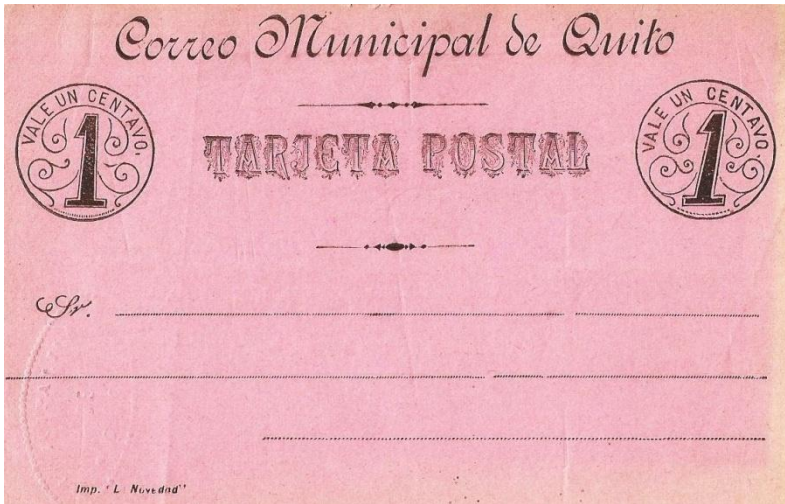 Correo Municipal de Quito
VALE UN CENTAVO.
1
TARJETA POSTAL
VALE UN CENTAVO.
1
Sr.
Imp. "L Novedad"